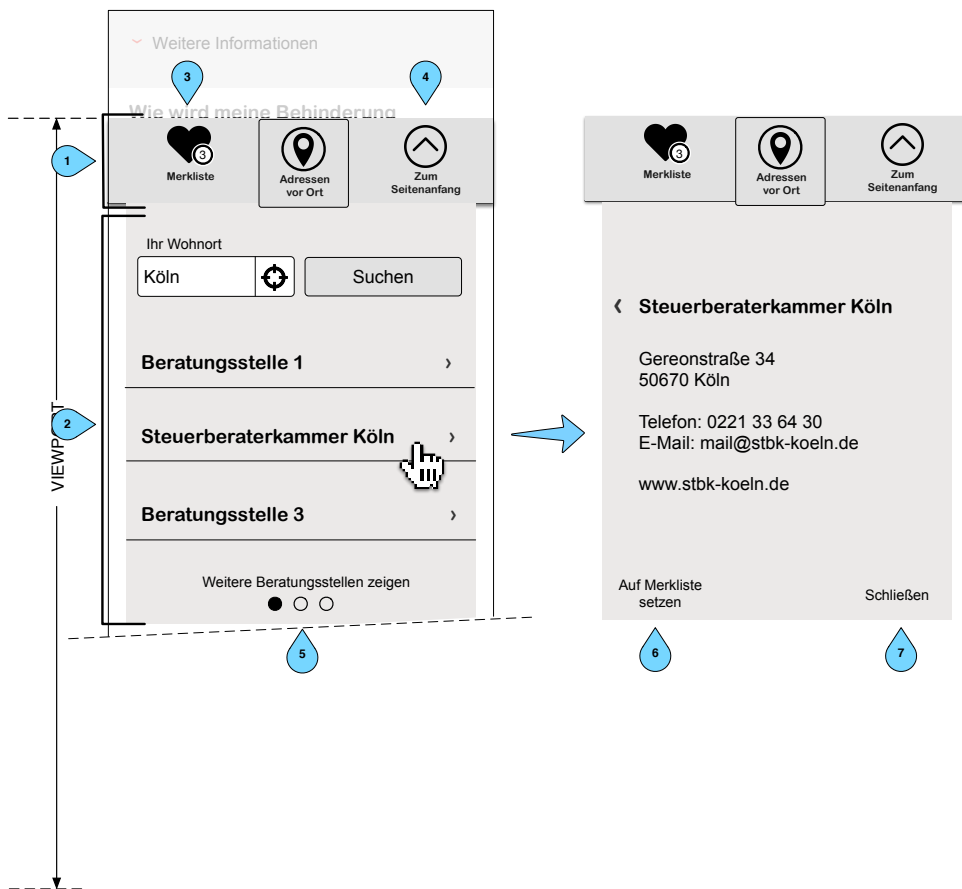 Weitere Informationen
3
4
Wie wird meine Behinderung
1
3
Merkliste
Adressen
vor Ort
Zum
Seitenanfang
Ihr Wohnort
Köln
Suchen
Beratungsstelle 1
2
VIEWPORT
Steuerberaterkammer Köln
Beratungsstelle 3
Weitere Beratungsstellen zeigen
5
3
Merkliste
Adressen
vor Ort
Zum
Seitenanfang
Steuerberaterkammer Köln
Gereonstraße 34
50670 Köln
Telefon: 0221 33 64 30
E-Mail: mail@stbk-koeln.de
www.stbk-koeln.de
Auf Merkliste
setzen
Schließen
6
7